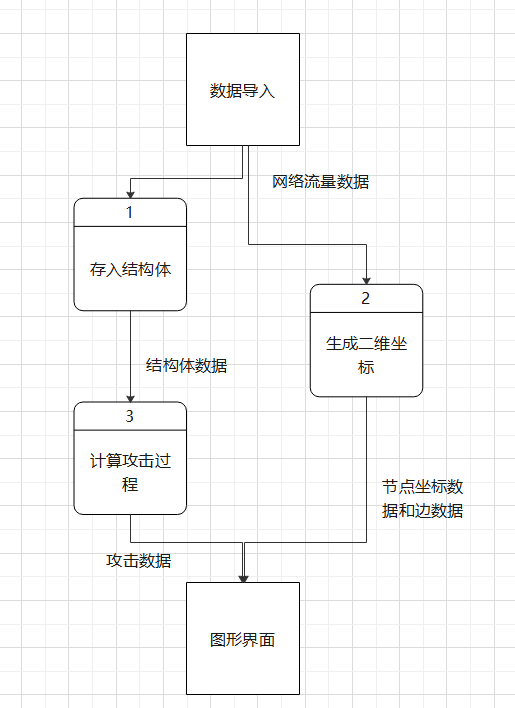 数据导入
网络流量数据
1
存入结构体
2
生成二维坐
标
结构体数据
3
计算攻击过
程
节点坐标数
据和边数据
攻击数据
图形界面